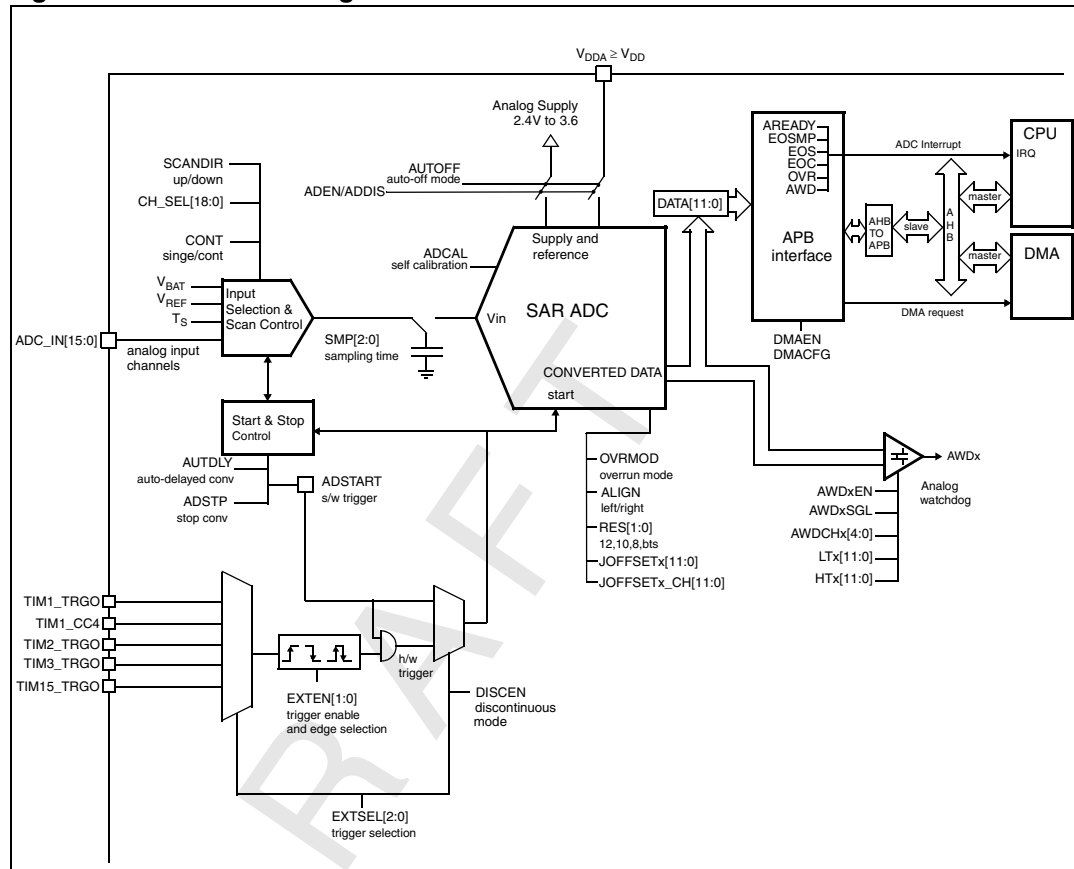 V_DDA ≥ V_DD
Analog Supply
2.4V to 3.6
SCANDIR
up/down
CH_SEL[18:0]
CONT
singe/cont
V_BAT
V_REF
T_S
ADC_IN[15:0]
analog input
channels
Input
Selection &
Scan Control
AUTOFF
auto-off mode
ADEN/ADDIS
ADCAL
self calibration
Supply and
reference
Vin
SAR ADC
CONVERTED DATA
start
SMP[2:0]
sampling time
DATA[11:0]
AREADY
EOSMP
EOS
EOC
OVR
AWD
APB
interface
ADC Interrupt
CPU
IRQ
master
AHB
TO
APB
slave
A
H
B
master
DMA
DMA request
DMAEN
DMACFG
Start & Stop
Control
AUTDLY
auto-delayed conv
ADSTP
stop conv
ADSTART
s/w trigger
OVRMOD
overrun mode
ALIGN
left/right
RES[1:0]
12,10,8,bts
JOFFSETx[11:0]
JOFFSETx_CH[11:0]
AWDx
Analog
watchdog
AWDxEN
AWDxSGL
AWDCHx[4:0]
LTx[11:0]
HTx[11:0]
TIM1_TRGO
TIM1_CC4
TIM2_TRGO
TIM3_TRGO
TIM15_TRGO
h/w
trigger
EXTEN[1:0]
trigger enable
and edge selection
DISCEN
discontinuous
mode
EXTSEL[2:0]
trigger selection
RAFT